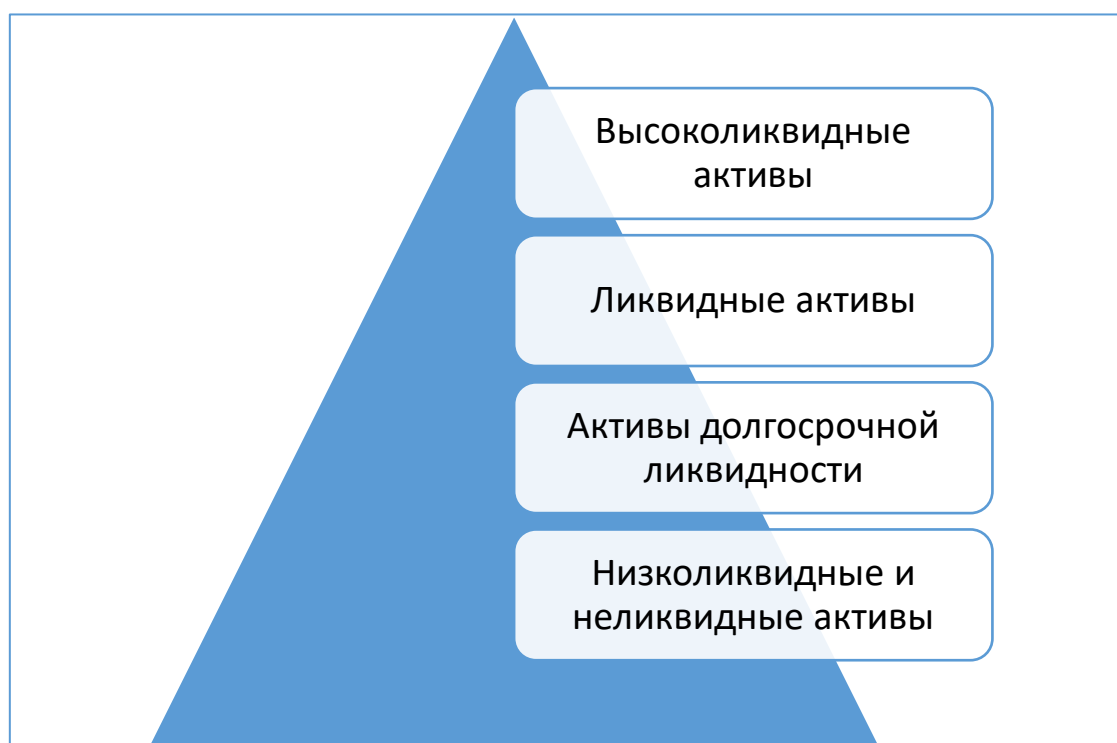 Высоколиквидные
активы
Ликвидные активы
Активы долгосрочной
ликвидности
Низколиквидные и
неликвидные активы